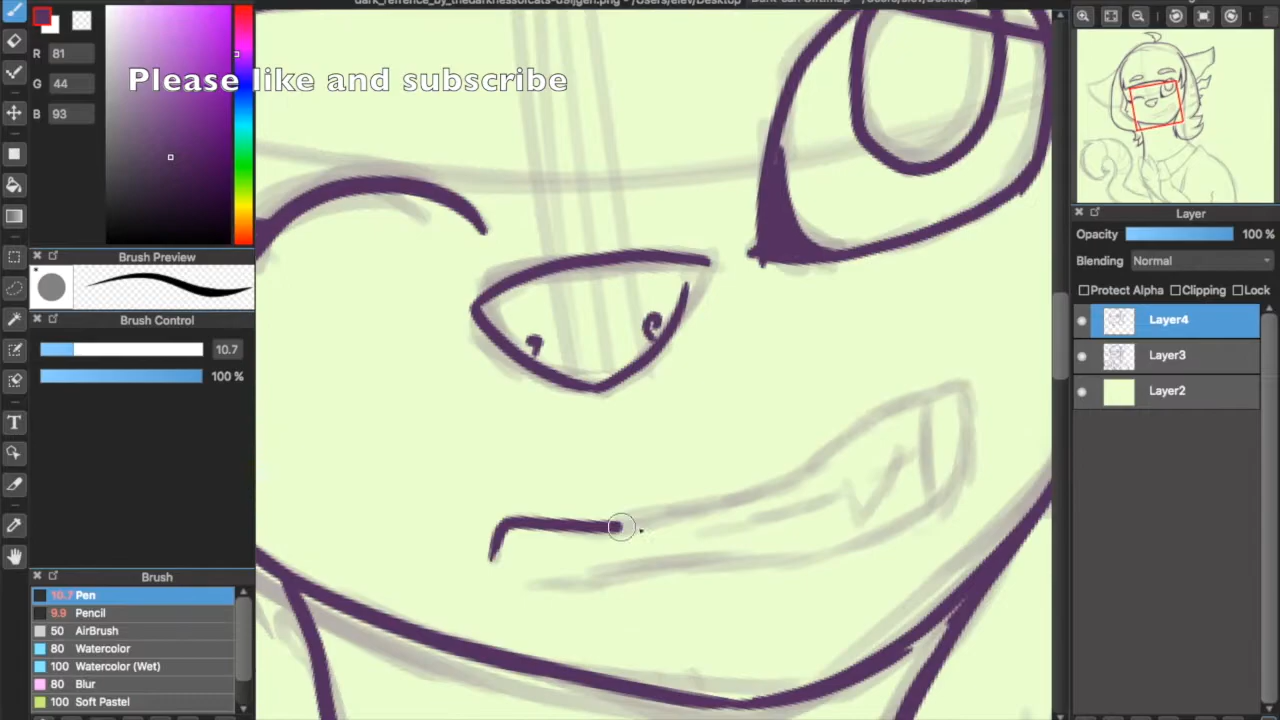 R 81
G 44
B 93
Please like and subscribe
Brush Preview
Brush Control
10.7
100 %
Brush
10.7 Pen
9.9 Pencil
50 AirBrush
80 Watercolor
100 Watercolor (Wet)
80 Blur
100 Soft Pastel
Layer
Opacity 100 %
Blending Normal
Protect Alpha Clipping Lock
Layer4
Layer3
Layer2
T